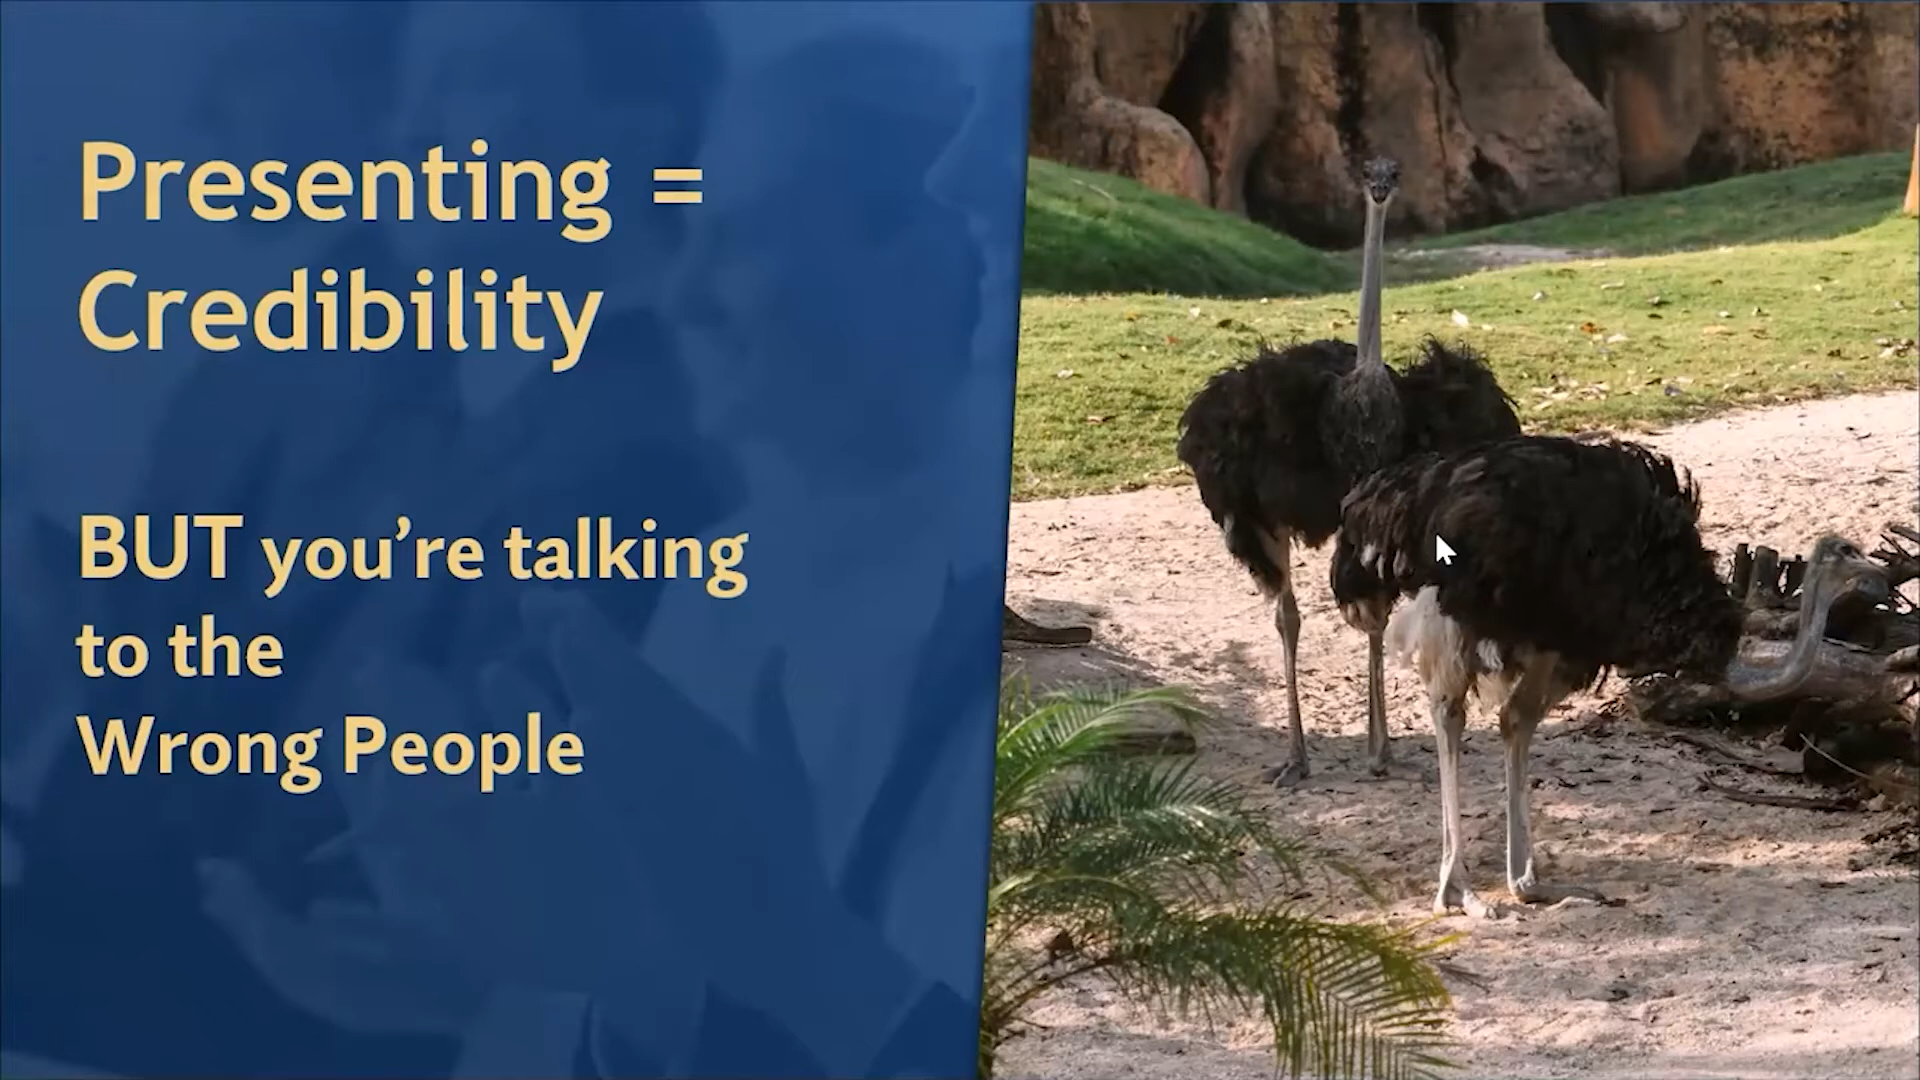 Presenting =
Credibility
BUT you’re talking
to the
Wrong People